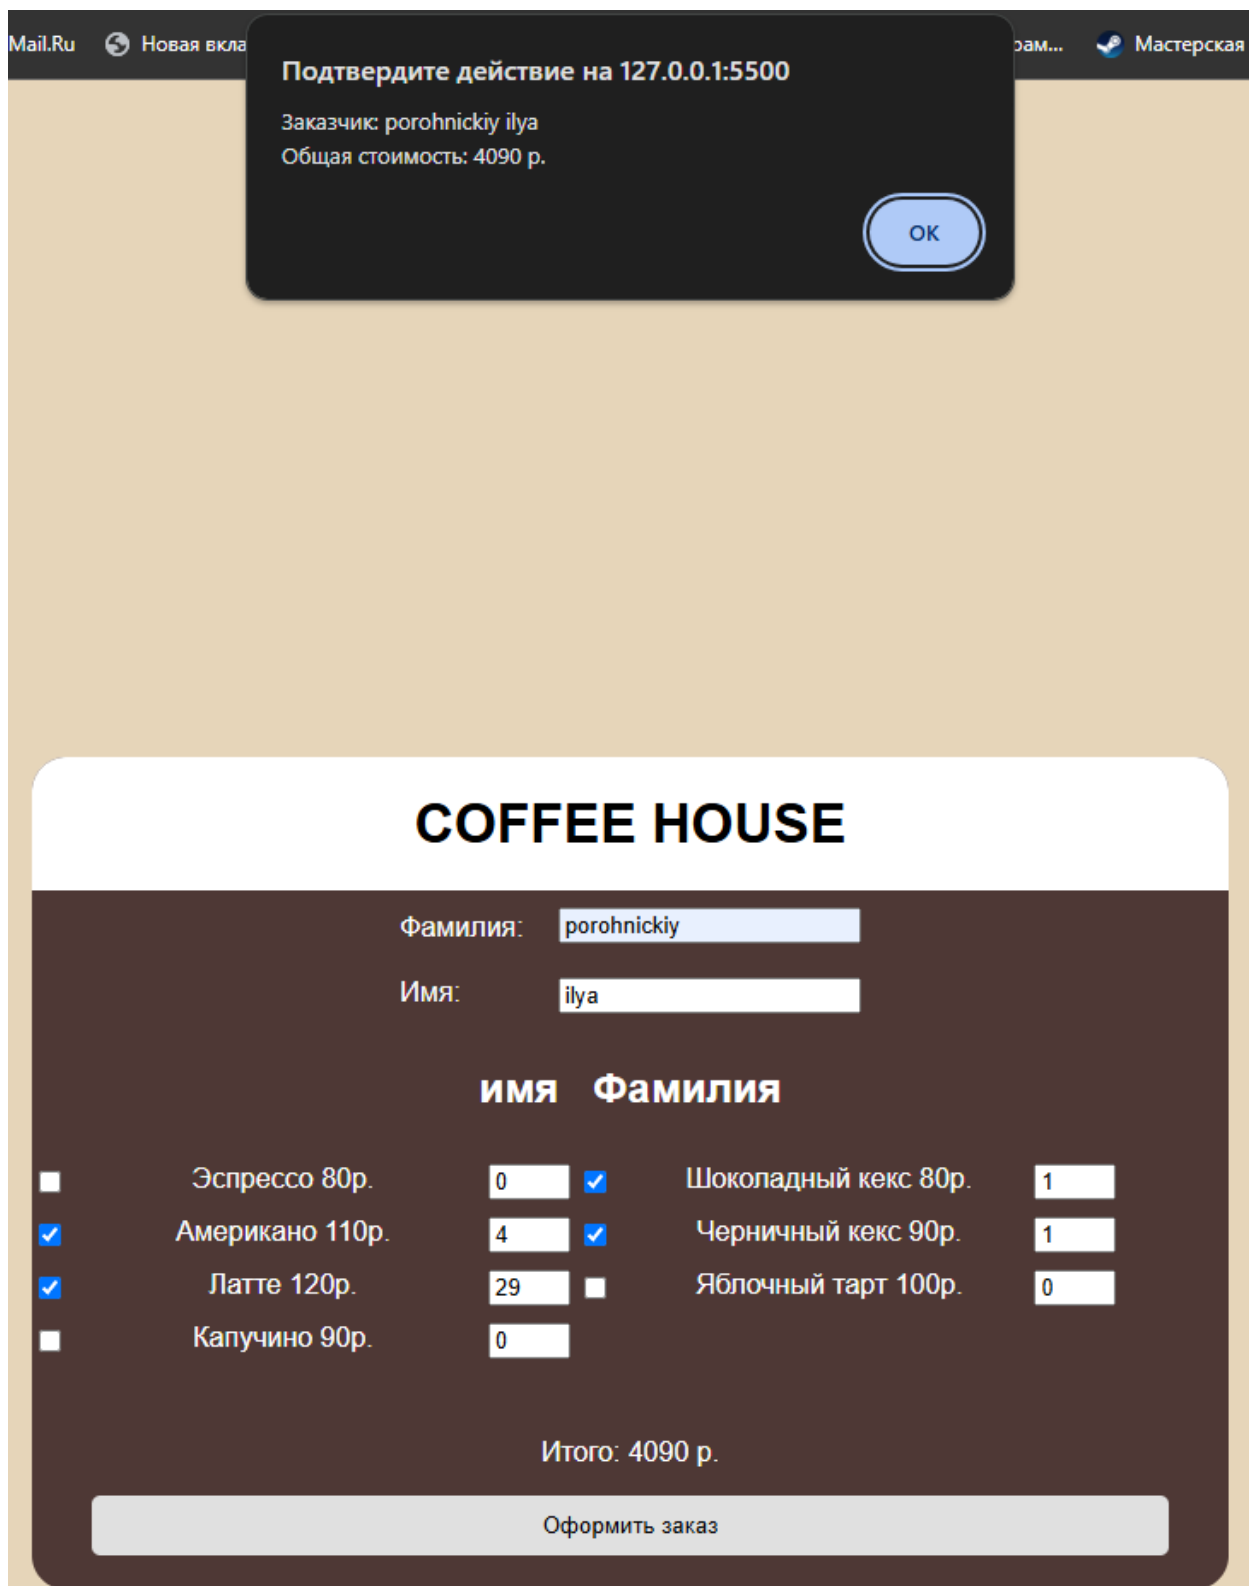 Mail.Ru Новая вкла рам... Мастерская
Подтвердите действие на 127.0.0.1:5500
Заказчик: porohnickiy ilya
Общая стоимость: 4090 р.
ОК
COFFEE HOUSE
Фамилия: porohnickiy
Имя: ilya
имя Фамилия
Эспрессо 80р. 0 Шоколадный кекс 80р. 1
Американо 110р. 4 Черничный кекс 90р. 1
Латте 120р. 29 Яблочный тарт 100р. 0
Капучино 90р. 0
Итого: 4090 р.
Оформить заказ